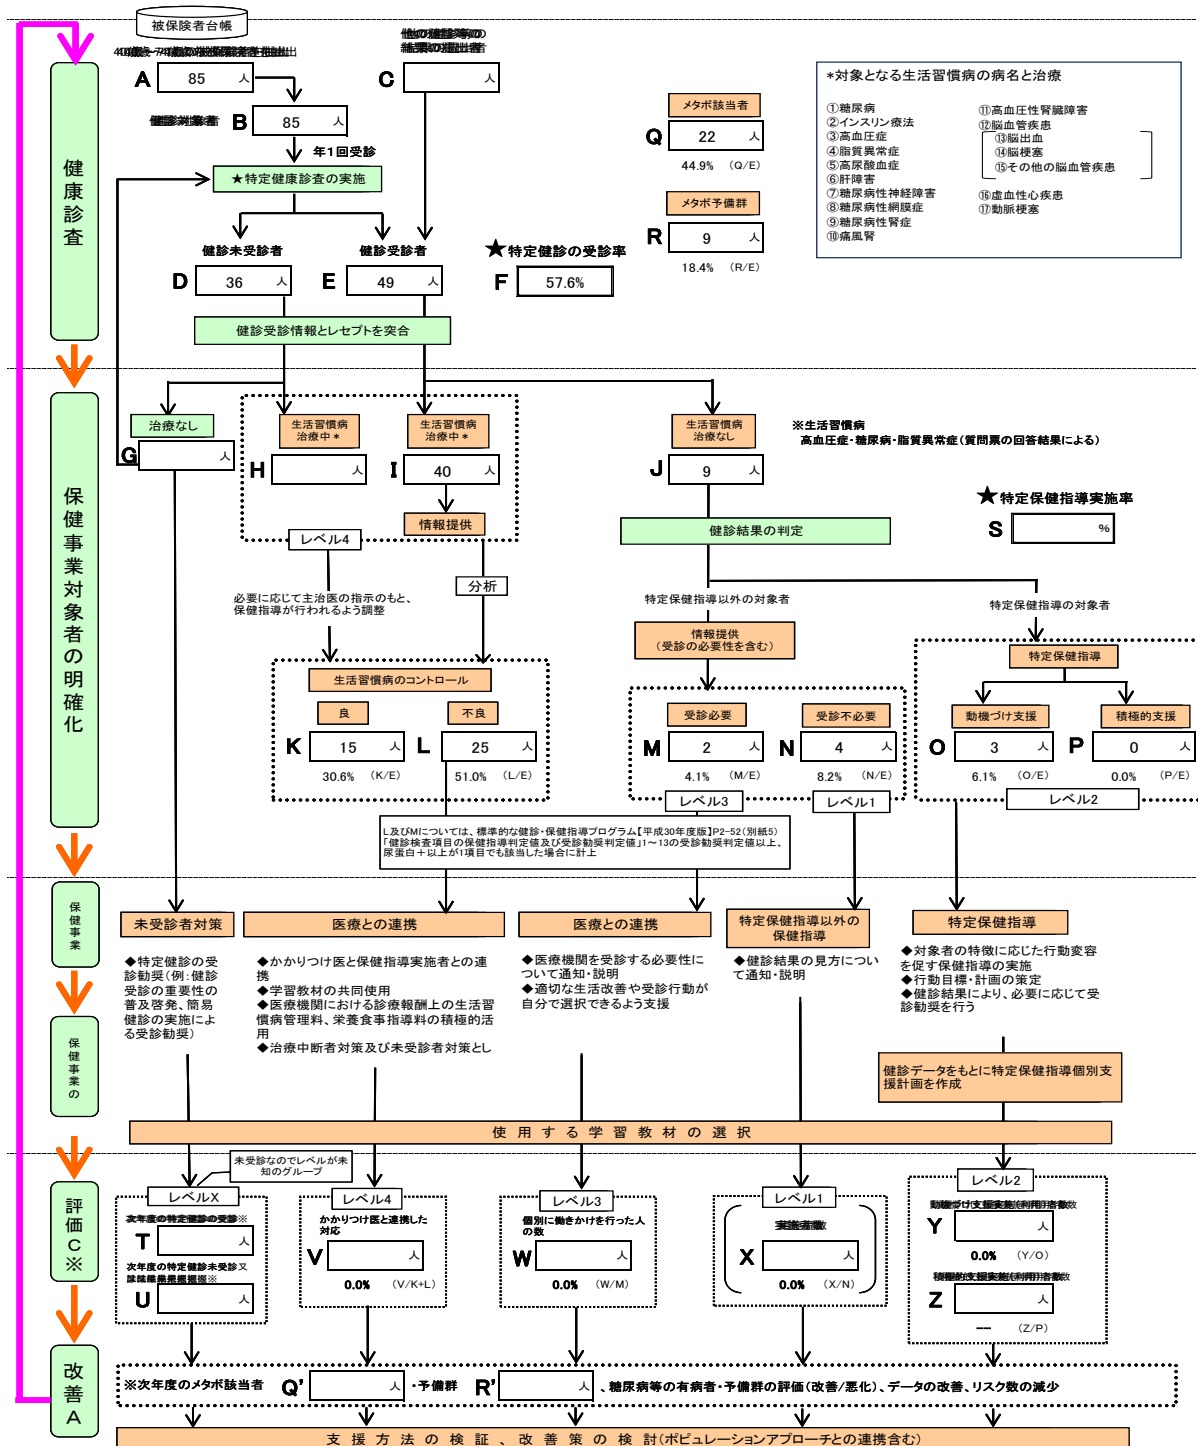 被保険者台帳
A 85 人
C 人
健診対象者
B 85 人
年1回受診
★特定健康診査の実施
健診未受診者
D 36 人
健診受診者
E 49 人
★特定健診の受診率
F 57.6%
健診受診情報とレセプトを突合
メタボ該当者
Q 22 人
44.9% (Q/E)
メタボ予備群
R 9 人
18.4% (R/E)
*対象となる生活習慣病の病名と治療
①糖尿病
②インスリン療法
③高血圧症
④脂質異常症
⑤高尿酸血症
⑥肝障害
⑦糖尿病性神経障害
⑧糖尿病性網膜症
⑨糖尿病性腎症
⑩痛風腎
⑪高血圧性腎臓障害
⑫脳血管疾患
⑬脳出血
⑭脳梗塞
⑮その他の脳血管疾患
⑯虚血性心疾患
⑰動脈梗塞
健康診査
治療なし
G 人
生活習慣病
治療中*
H 人
生活習慣病
治療中*
I 40 人
情報提供
レベル4
生活習慣病
治療なし
J 9 人
※生活習慣病
高血圧症・糖尿病・脂質異常症(質問票の回答結果による)
健診結果の判定
★特定保健指導実施率
S %
分析
必要に応じて主治医の指示のもと、
保健指導が行われるよう調整
特定保健指導以外の対象者
特定保健指導の対象者
情報提供
(受診の必要性を含む)
特定保健指導
生活習慣病のコントロール
良
K 15 人
30.6% (K/E)
不良
L 25 人
51.0% (L/E)
受診必要
M 2 人
4.1% (M/E)
レベル3
受診不必要
N 4 人
8.2% (N/E)
レベル1
動機づけ支援
O 3 人
6.1% (O/E)
積極的支援
P 0 人
0.0% (P/E)
レベル2
L及びMについては、標準的な健診・保健指導プログラム【平成30年度版】P2-52(別紙5)
「健診検査項目の保健指導判定値及び受診勧奨判定値」1~13の受診勧奨判定値以上、
尿蛋白+以上が1項目でも該当した場合に計上
保健事業対象者の明確化
保健事業
未受診者対策
◆特定健診の受
診勧奨(例:健診
受診の重要性の
普及啓発、簡易
健診の実施によ
る受診勧奨)
医療との連携
◆かかりつけ医と保健指導実施者との連
携
◆学習教材の共同使用
◆医療機関における診療報酬上の生活習
慣病管理料、栄養食事指導料の積極的活
用
◆治療中断者対策及び未受診者対策とし
医療との連携
◆医療機関を受診する必要性に
ついて通知・説明
◆適切な生活改善や受診行動が
自分で選択できるよう支援
特定保健指導以外の
保健指導
◆健診結果の見方につい
て通知・説明
特定保健指導
◆対象者の特徴に応じた行動変容
を促す保健指導の実施
◆行動目標・計画の策定
◆健診結果により、必要に応じて受
診勧奨を行う
健診データをもとに特定保健指導個別支
援計画を作成
保健事業の
使用する学習教材の選択
未受診なのでレベルが未
知のグループ
レベルX
次年度の特定健診の受診※
T 人
次年度の特定健診未受診又
U 人
レベル4
かかりつけ医と連携した
対応
V 人
0.0% (V/K+L)
レベル3
個別に働きかけを行った人
の数
W 人
0.0% (W/M)
レベル1
X 人
0.0% (X/N)
レベル2
Y 人
0.0% (Y/O)
Z 人
-- (Z/P)
評価C※
改善A
※次年度のメタボ該当者 Q' 人 ・予備群 R' 人 、糖尿病等の有病者・予備群の評価(改善/悪化)、データの改善、リスク数の減少
支援方法の検証、改善策の検討(ポピュレーションアプローチとの連携含む)